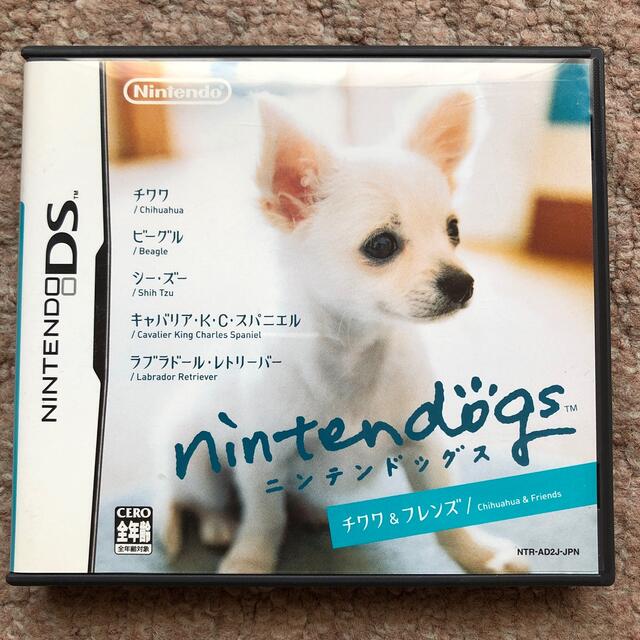 Nintendo
NINTENDO DS™
チワワ
/ Chihuahua
ビーグル
/ Beagle
シー・ズー
/ Shih Tzu
キャバリア・K・C・スパニエル
/ Cavalier King Charles Spaniel
ラブラドール・レトリーバー
/ Labrador Retriever
nintendogs™
ニンテンドッグス
チワワ&フレンズ / Chihuahua & Friends
CERO
全年齢
全年齢対象
NTR-AD2J-JPN